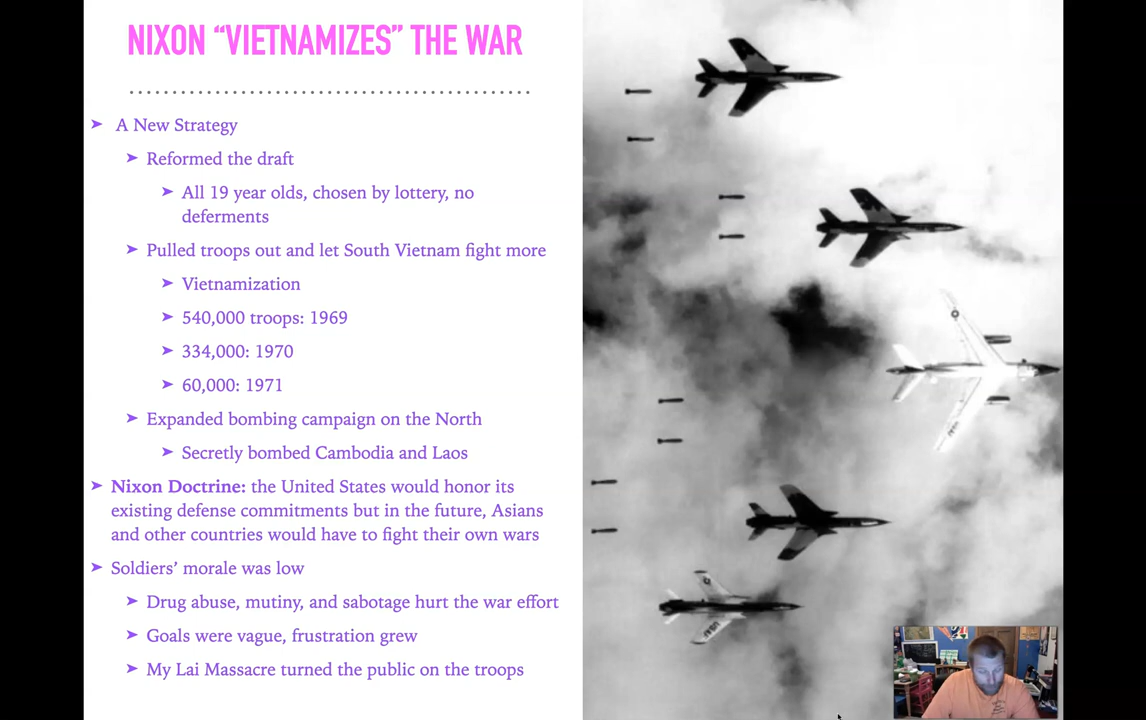 NIXON “VIETNAMIZES” THE WAR
➤ A New Strategy
➤ Reformed the draft
➤ All 19 year olds, chosen by lottery, no
deferments
➤ Pulled troops out and let South Vietnam fight more
➤ Vietnamization
➤ 540,000 troops: 1969
➤ 334,000: 1970
➤ 60,000: 1971
➤ Expanded bombing campaign on the North
➤ Secretly bombed Cambodia and Laos
➤ Nixon Doctrine: the United States would honor its
existing defense commitments but in the future, Asians
and other countries would have to fight their own wars
➤ Soldiers’ morale was low
➤ Drug abuse, mutiny, and sabotage hurt the war effort
➤ Goals were vague, frustration grew
➤ My Lai Massacre turned the public on the troops